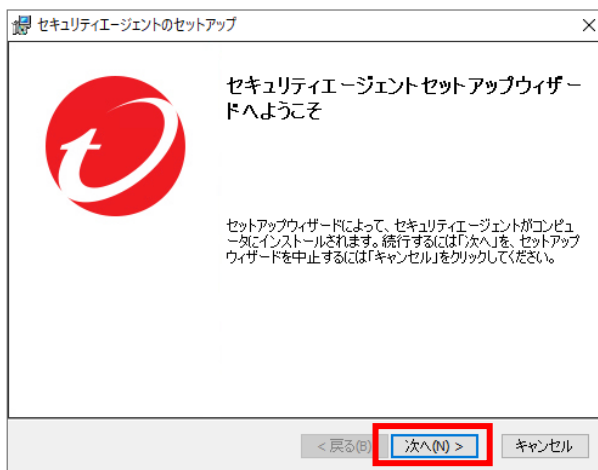 セキュリティエージェントのセットアップ
セキュリティエージェントセットアップウィザー
ドへようこそ
セットアップウィザードによって、セキュリティエージェントがコンピュ
ータにインストールされます。続行するには「次へ」を、セットアップ
ウィザードを中止するには「キャンセル」をクリックしてください。
< 戻る(B) 次へ(N) > キャンセル